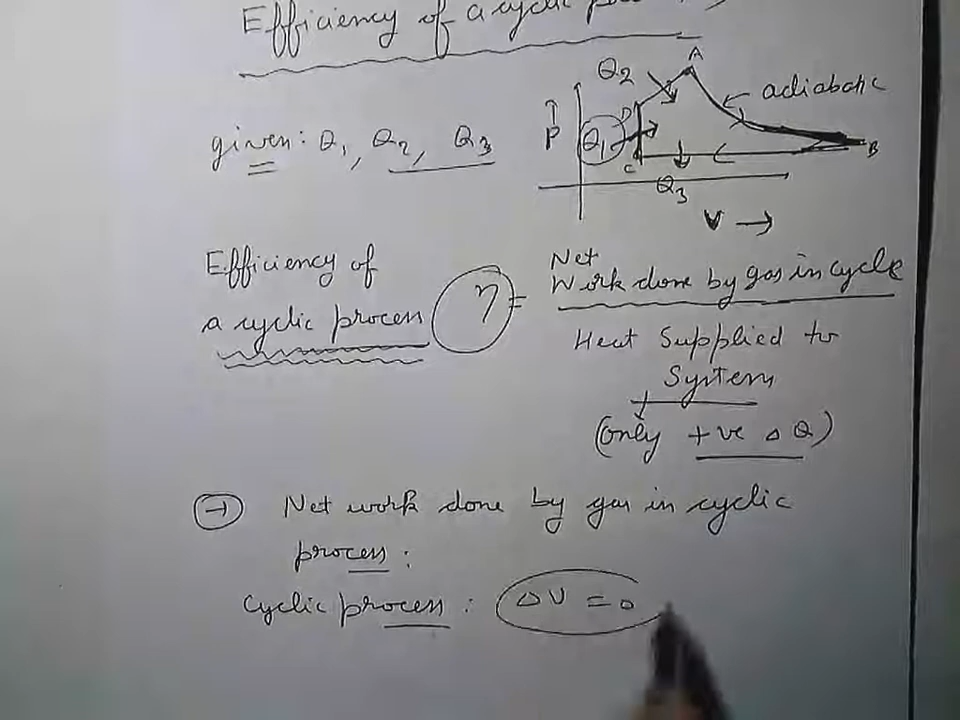 Efficiency of a cyclic
given: Q1, Q2, Q3
Q2
A
adiabatic
P
Q1
D
C
B
Q3
V
Efficiency of
a cyclic process
η =
Net
Work done by gas in cycle
Heat Supplied to
System
(only +ve ΔQ)
→ Net work done by gas in cyclic
process:
Cyclic process: ΔU = 0